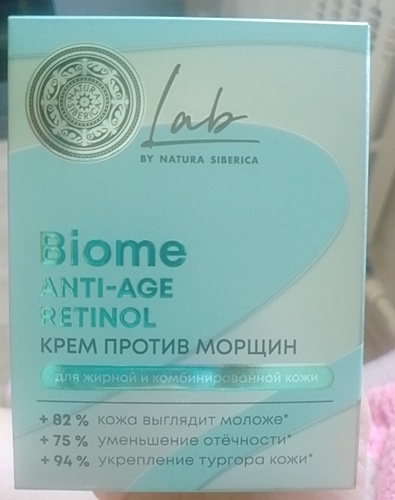 NATURA SIBERICA
Lab
BY NATURA SIBERICA
Biome
ANTI-AGE
RETINOL
КРЕМ ПРОТИВ МОРЩИН
для жирной и комбинированной кожи
+ 82 % кожа выглядит моложе*
+ 75 % уменьшение отёчности*
+ 94 % укрепление тургора кожи*